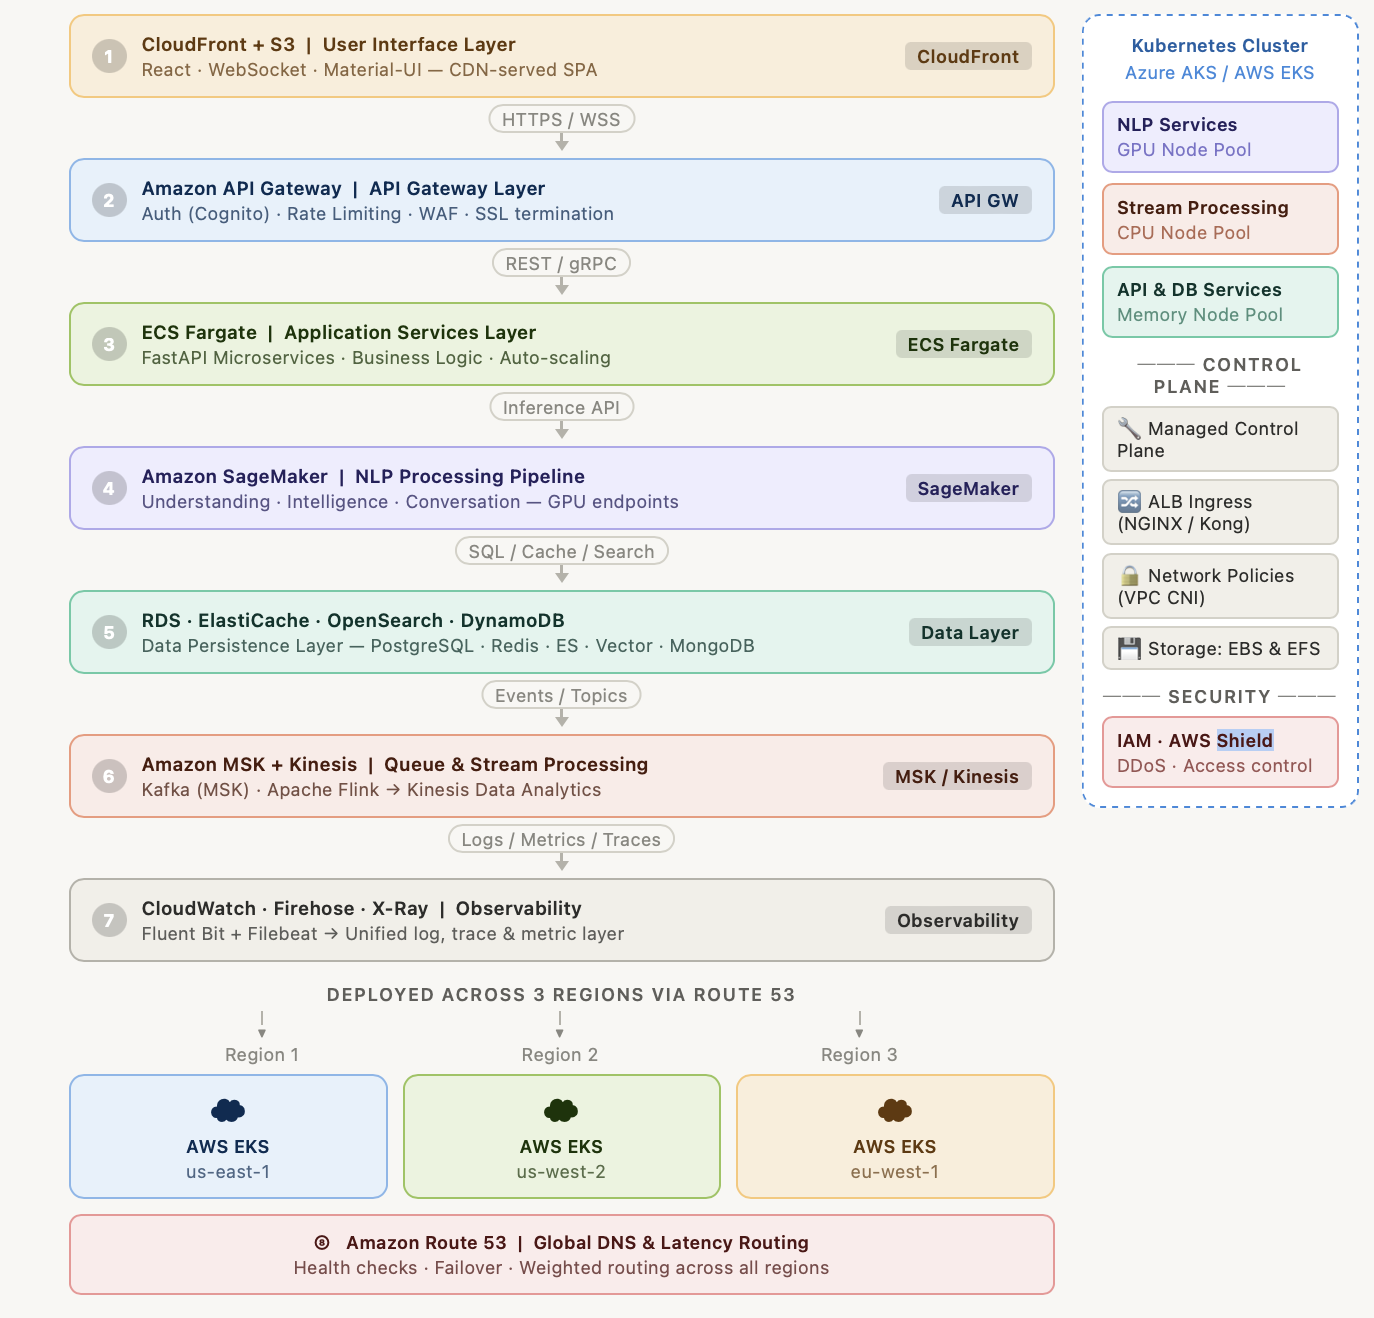 1
CloudFront + S3 | User Interface Layer
React · WebSocket · Material-UI — CDN-served SPA
CloudFront
HTTPS / WSS
2
Amazon API Gateway | API Gateway Layer
Auth (Cognito) · Rate Limiting · WAF · SSL termination
API GW
REST / gRPC
3
ECS Fargate | Application Services Layer
FastAPI Microservices · Business Logic · Auto-scaling
ECS Fargate
Inference API
4
Amazon SageMaker | NLP Processing Pipeline
Understanding · Intelligence · Conversation — GPU endpoints
SageMaker
SQL / Cache / Search
5
RDS · ElastiCache · OpenSearch · DynamoDB
Data Persistence Layer — PostgreSQL · Redis · ES · Vector · MongoDB
Data Layer
Events / Topics
6
Amazon MSK + Kinesis | Queue & Stream Processing
Kafka (MSK) · Apache Flink → Kinesis Data Analytics
MSK / Kinesis
Logs / Metrics / Traces
7
CloudWatch · Firehose · X-Ray | Observability
Fluent Bit + Filebeat → Unified log, trace & metric layer
Observability
DEPLOYED ACROSS 3 REGIONS VIA ROUTE 53
Region 1
Region 2
Region 3
AWS EKS
us-east-1
AWS EKS
us-west-2
AWS EKS
eu-west-1
⑧ Amazon Route 53 | Global DNS & Latency Routing
Health checks · Failover · Weighted routing across all regions
Kubernetes Cluster
Azure AKS / AWS EKS
NLP Services
GPU Node Pool
Stream Processing
CPU Node Pool
API & DB Services
Memory Node Pool
——— CONTROL
PLANE ———
Managed Control
Plane
ALB Ingress
(NGINX / Kong)
Network Policies
(VPC CNI)
Storage: EBS & EFS
——— SECURITY ———
IAM · AWS Shield
DDoS · Access control